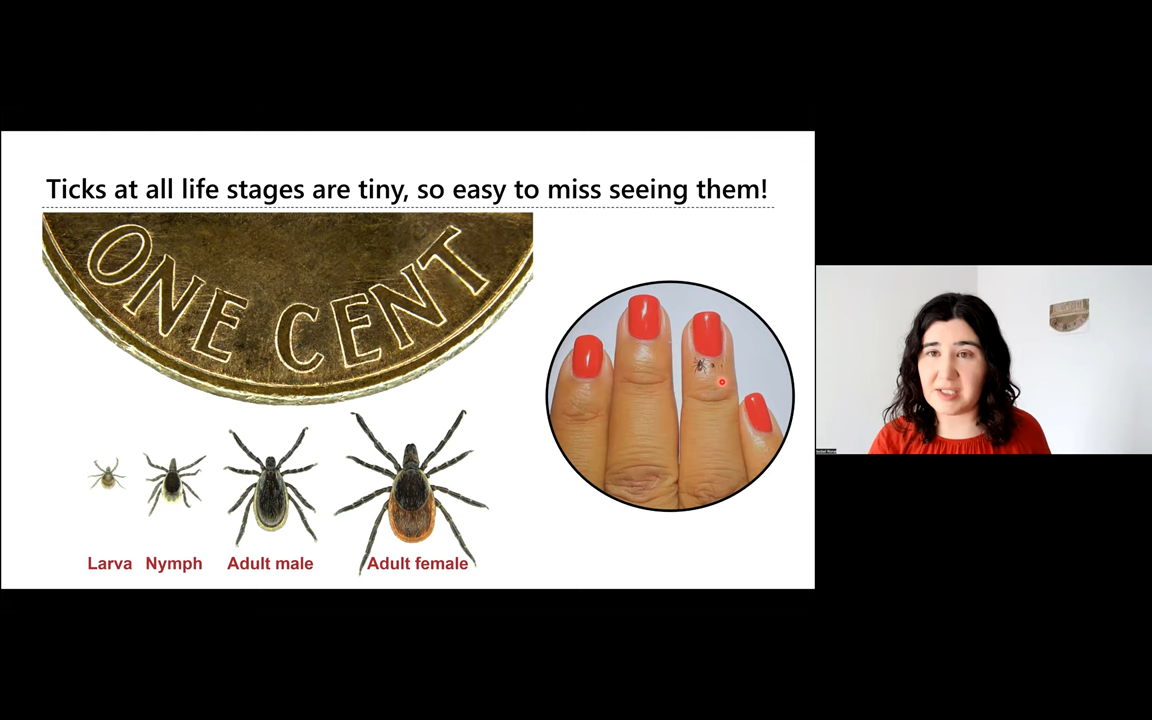 Ticks at all life stages are tiny, so easy to miss seeing them!
ONE CENT
Larva Nymph Adult male Adult female